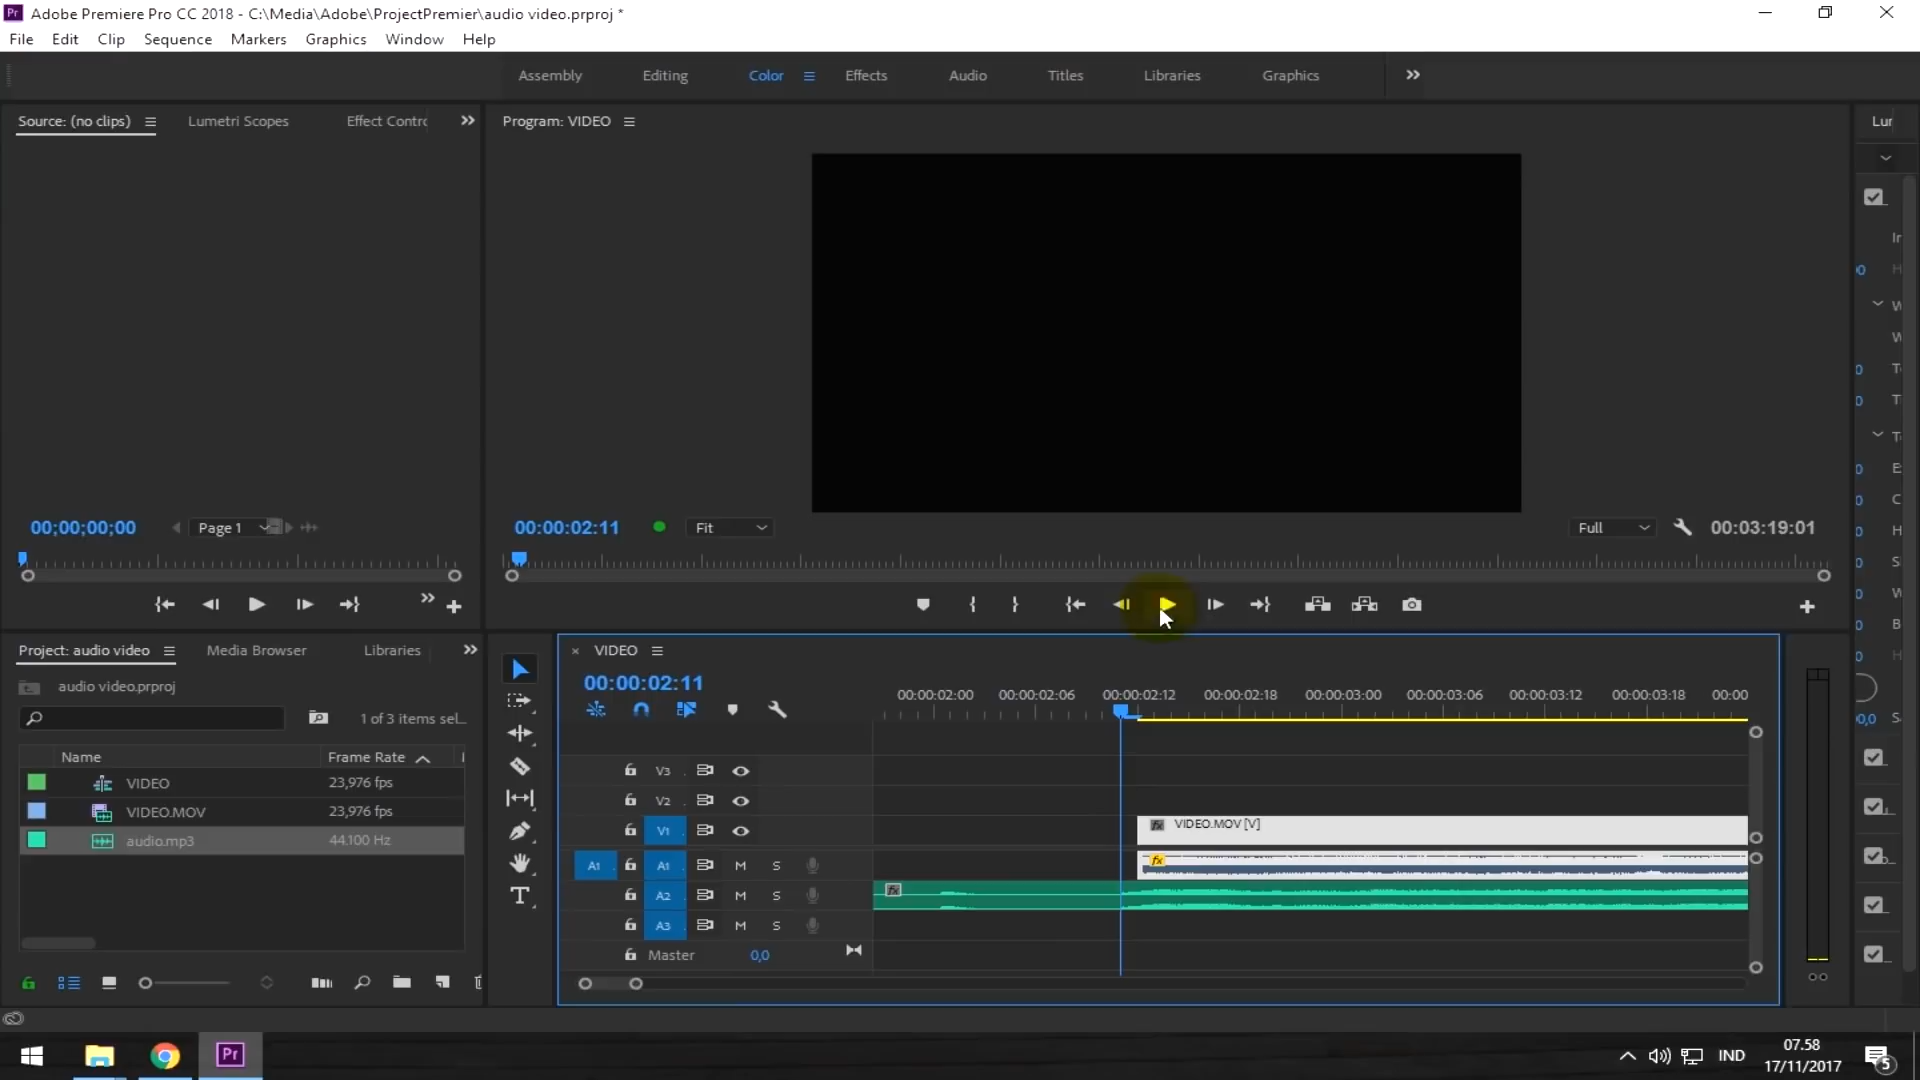 Pr Adobe Premiere Pro CC 2018 - C:\Media\Adobe\ProjectPremier\audio video.prproj *
File Edit Clip Sequence Markers Graphics Window Help
Assembly Editing Color Effects Audio Titles Libraries Graphics
Source: (no clips) Lumetri Scopes Effect Contro
Program: VIDEO
Lur
00;00;00;00 Page 1
00:00:02:11 Fit Full 00:03:19:01
Project: audio video Media Browser Libraries
audio video.prproj
1 of 3 items sel...
Name Frame Rate
VIDEO 23,976 fps
VIDEO.MOV 23,976 fps
audio.mp3 44.100 Hz
VIDEO
00:00:02:11
00:00:02:00 00:00:02:06 00:00:02:12 00:00:02:18 00:00:03:00 00:00:03:06 00:00:03:12 00:00:03:18 00:00
V3
V2
V1 fx VIDEO.MOV [V]
A1 A1 M S fx
A2 M S fx
A3 M S
Master 0,0
Pr IND
07.58
17/11/2017
5